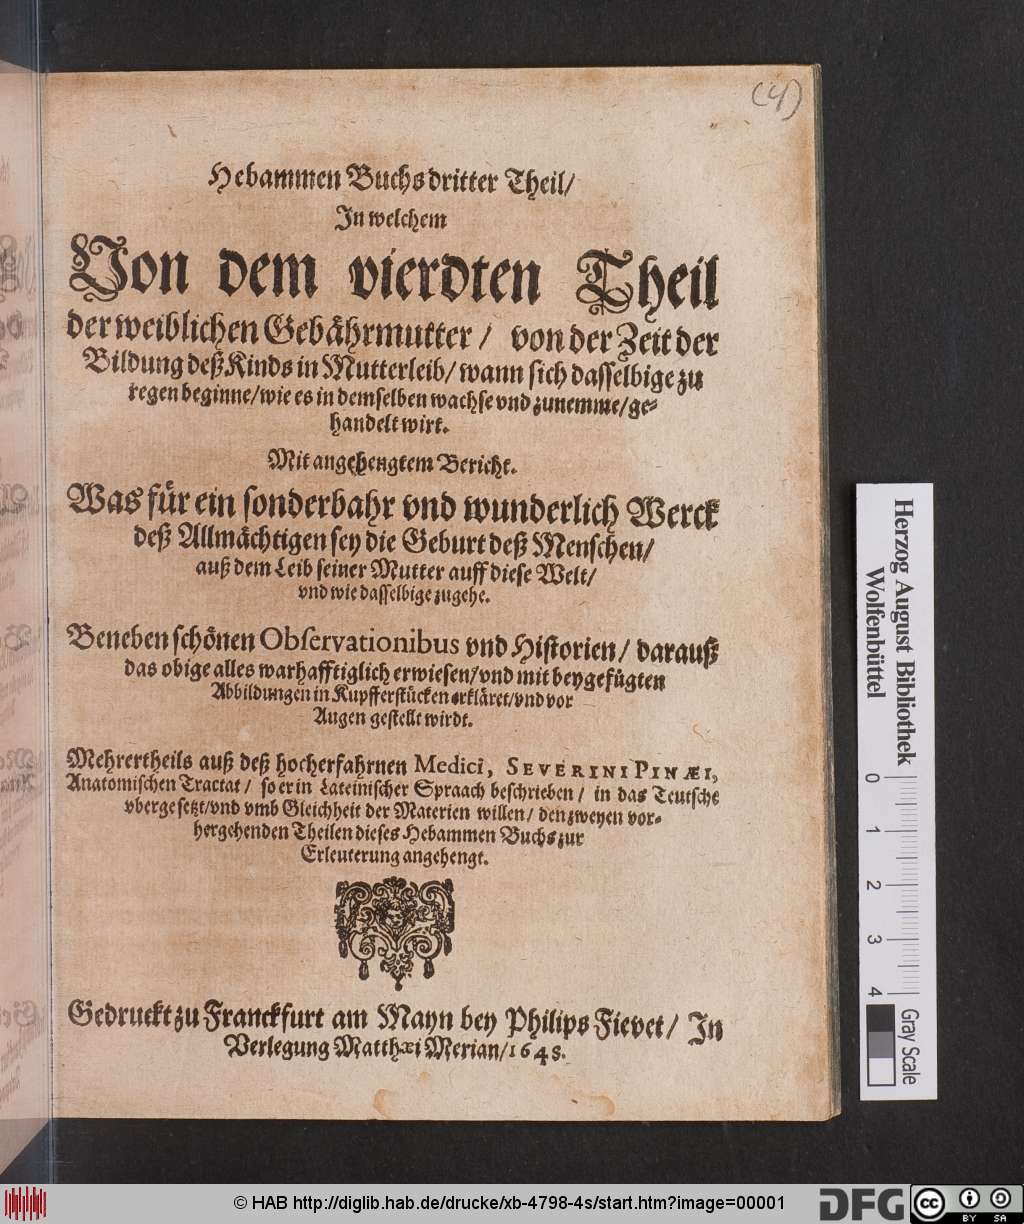 (4)
Hebammen Buchs dritter Theil/
In welchem
Von dem vierdten Theil
der weiblichen Gebährmutter / von der Zeit der
Bildung deß Kinds in Mutterleib/ wann sich dasselbige zu
regen beginne/wie es in demselben wachse vnd zunemme/ge-
handelt wirt.
Mit angehengtem Bericht.
Was für ein sonderbahr vnd wunderlich Werck
deß Allmächtigen sey die Geburt deß Menschen/
auß dem Leib seiner Mutter auff diese Welt/
vnd wie dasselbige zugehe.
Beneben schönen Obſervationibus vnd Historien/ darauß
das obige alles warhafftiglich erwiesen/vnd mit beygefügten
Abbildungen in Kupfferstücken erkläret/vnd vor
Augen gestellt wirdt.
Mehrertheils auß deß hocherfahrnen Medici, SEVERINI PINÆI,
Anatomischen Tractat/ so er in Lateinischer Spraach beschrieben/ in das Teutsche
vbergesetzt/vnd vmb Gleichheit der Materien willen/ den zweyen vor-
hergehenden Theilen dieses Hebammen Buchs zur
Erleuterung angehengt.
Gedruckt zu Franckfurt am Mayn bey Philips Fievet/ In
Verlegung Matthæi Merian/1648.
Herzog August Bibliothek
Wolfenbüttel
0 1 2 3 4
Gray Scale
© HAB http://diglib.hab.de/drucke/xb-4798-4s/start.htm?image=00001
DFG
cc BY SA